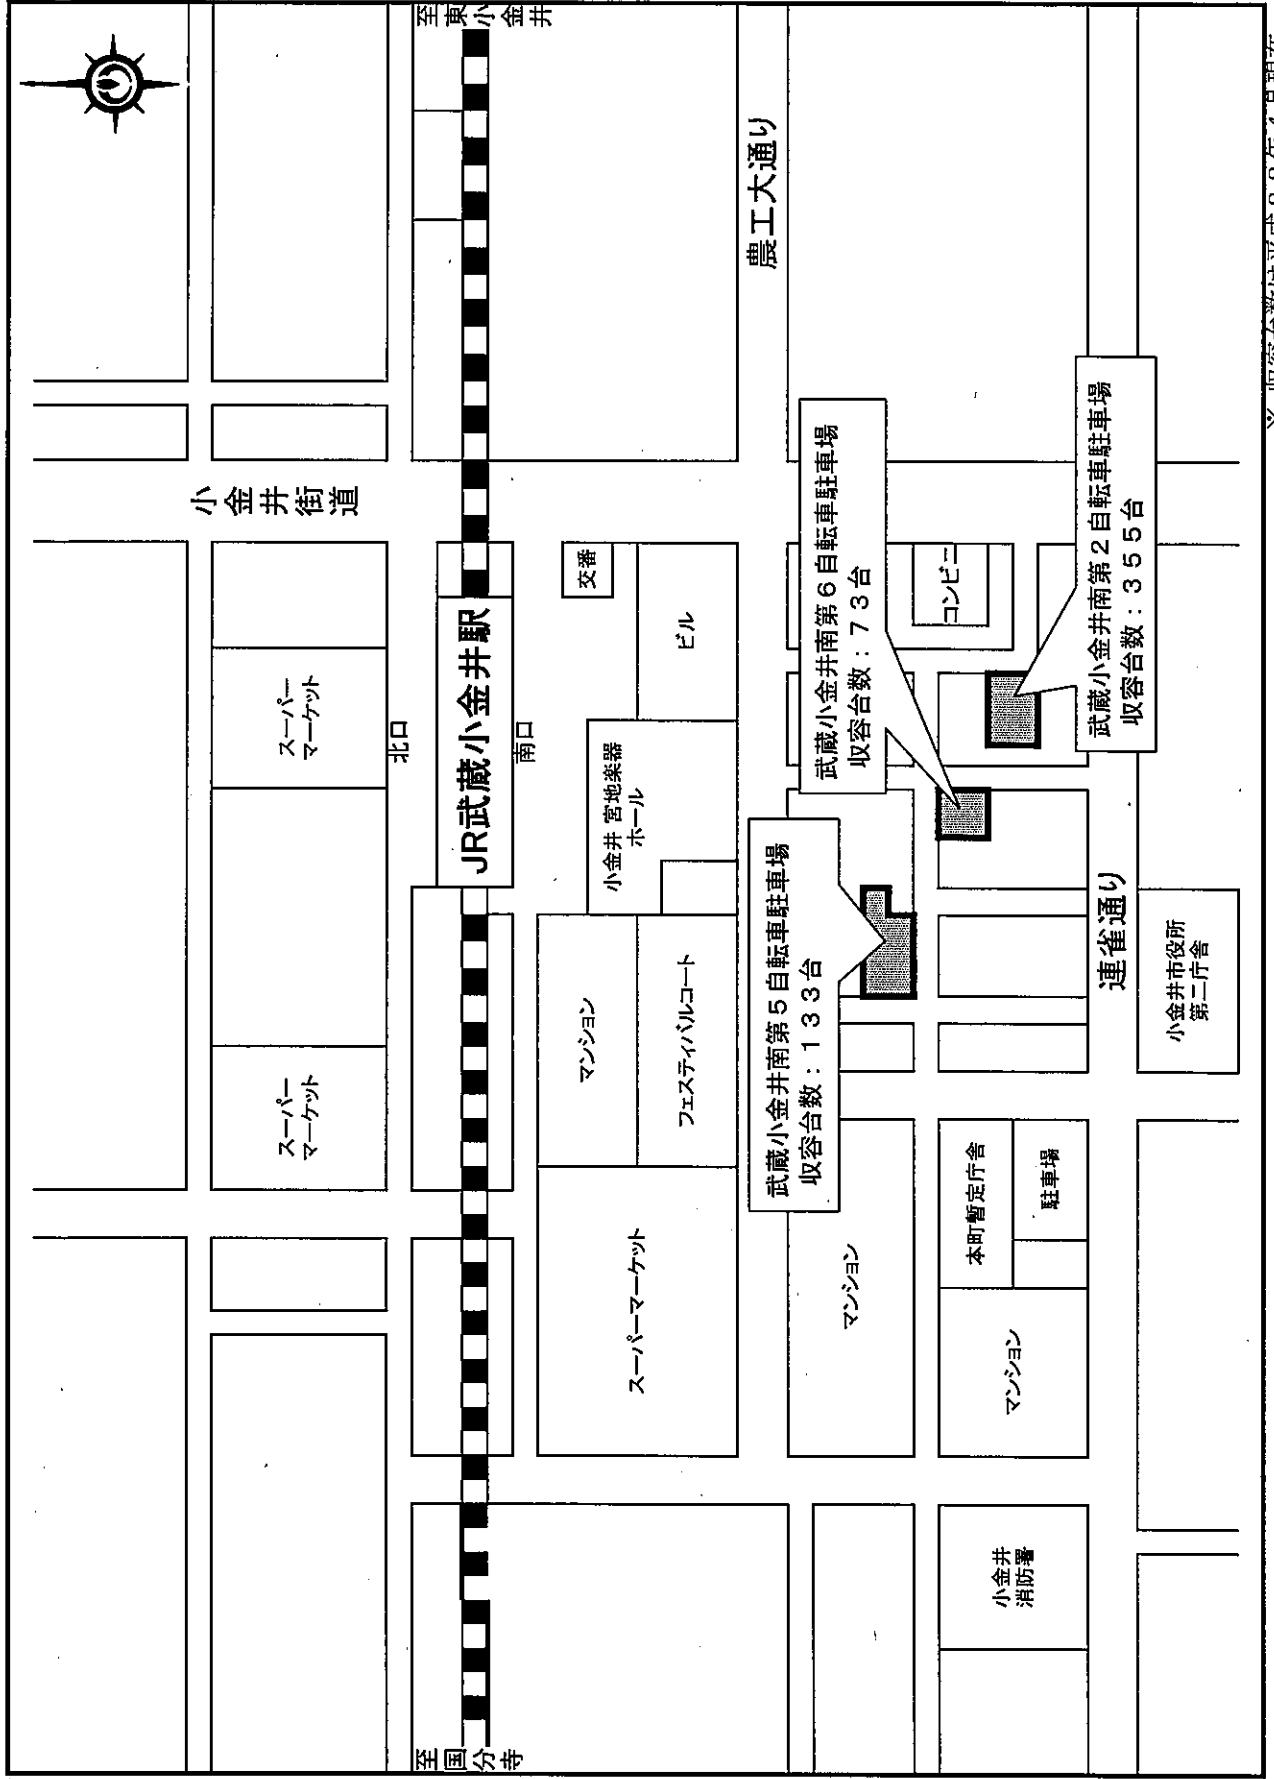 小金井街道
スーパー
マーケット
スーパー
マーケット
北口
至国分寺
JR武蔵小金井駅
至東小金井
南口
交番
マンション
小金井 宮地楽器
ホール
ビル
スーパーマーケット
フェスティバルコート
農工大通り
武蔵小金井南第5自転車駐車場
収容台数：133台
武蔵小金井南第6自転車駐車場
収容台数：73台
マンション
コンビニ
小金井
消防署
マンション
本町暫定庁舎
駐車場
武蔵小金井南第2自転車駐車場
収容台数：355台
連雀通り
小金井市役所
第二庁舎